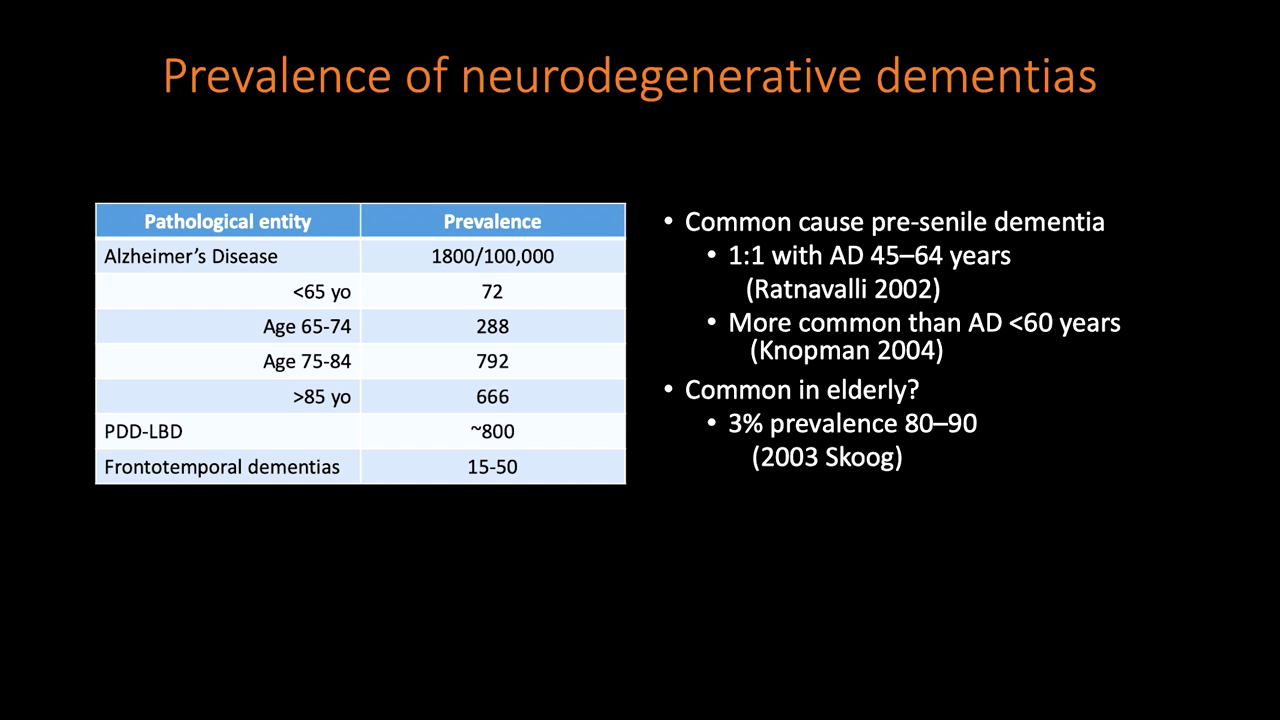 Prevalence of neurodegenerative dementias
Pathological entity Prevalence
Alzheimer's Disease 1800/100,000
<65 yo 72
Age 65-74 288
Age 75-84 792
>85 yo 666
PDD-LBD ~800
Frontotemporal dementias 15-50
• Common cause pre-senile dementia
• 1:1 with AD 45–64 years
(Ratnavalli 2002)
• More common than AD <60 years
(Knopman 2004)
• Common in elderly?
• 3% prevalence 80–90
(2003 Skoog)